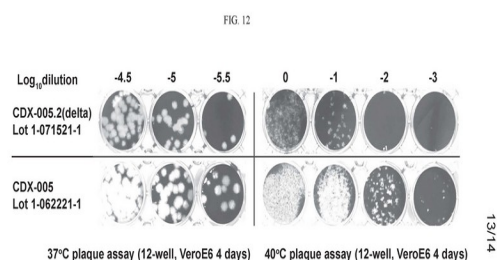 FIG. 12
Log10dilution -4.5 -5 -5.5 0 -1 -2 -3
CDX-005.2(delta)
Lot 1-071521-1
CDX-005
Lot 1-062221-1
37ºC plaque assay (12-well, VeroE6 4 days) 40ºC plaque assay (12-well, VeroE6 4 days)
13/14